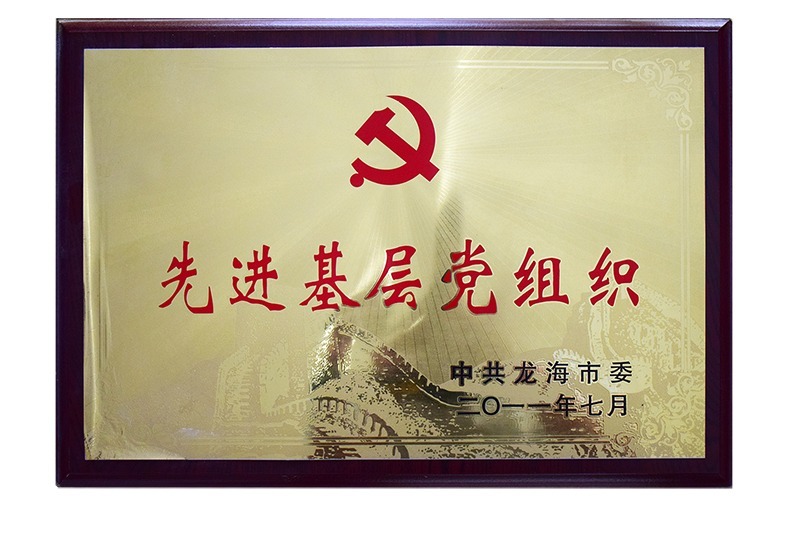 先进基层党组织
中共龙海市委
二〇一一年七月